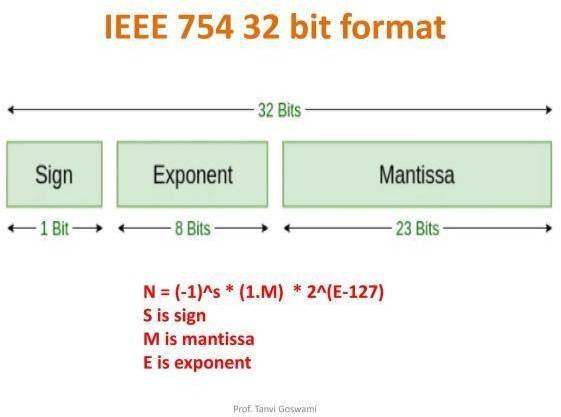 IEEE 754 32 bit format
32 Bits
Sign Exponent Mantissa
1 Bit 8 Bits 23 Bits
N = (-1)^s * (1.M) * 2^(E-127)
S is sign
M is mantissa
E is exponent
Prof. Tanvi Goswami